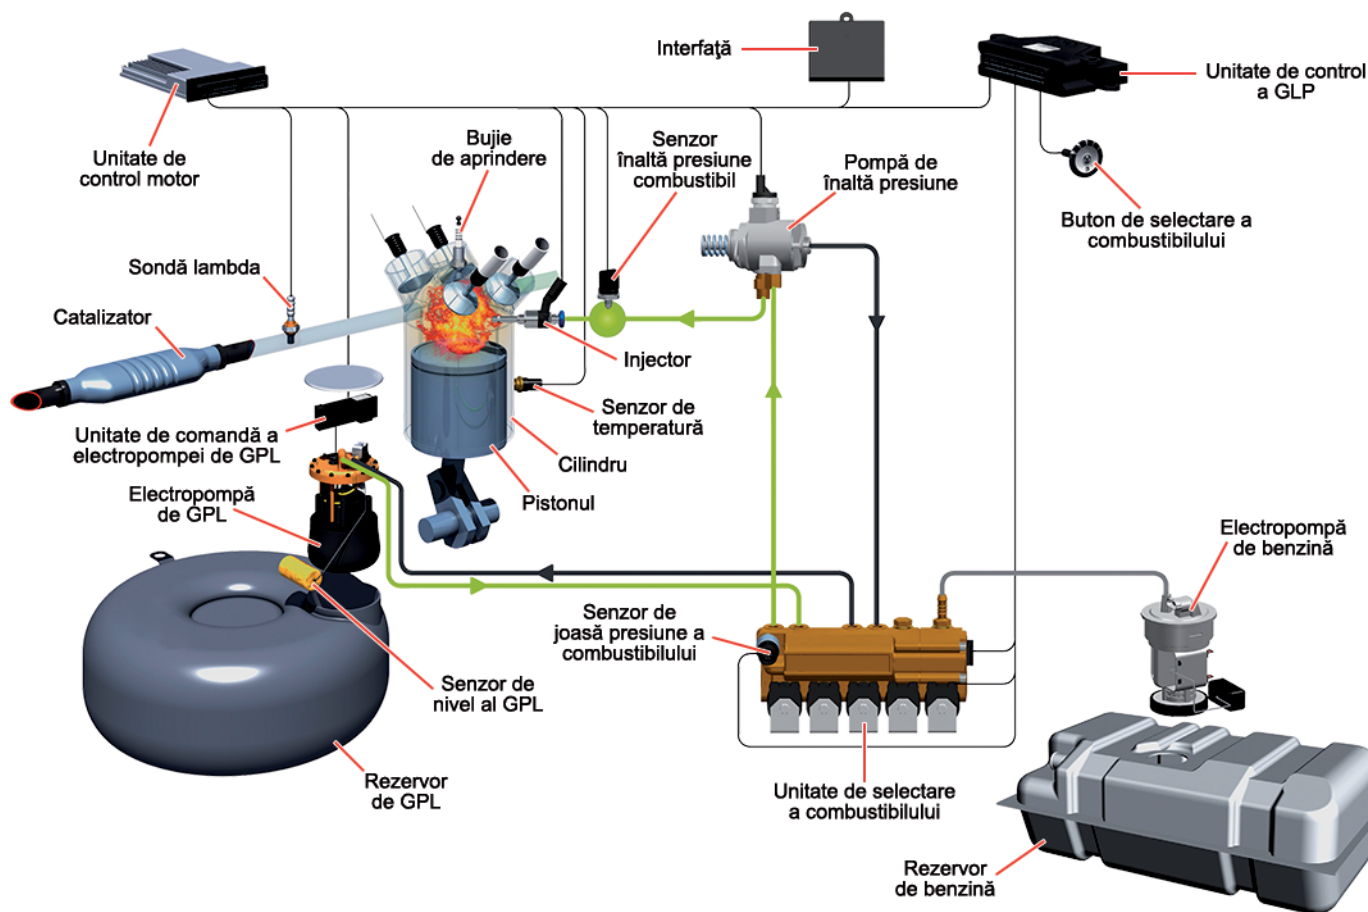 Interfaţă
Unitate de control
a GLP
Unitate de
control motor
Bujie
de aprindere
Senzor
înaltă presiune
combustibil
Pompă de
înaltă presiune
Buton de selectare a
combustibilului
Sondă lambda
Catalizator
Injector
Senzor de
temperatură
Unitate de comandă a
electropompei de GPL
Cilindru
Pistonul
Electropompă
de GPL
Electropompă
de benzină
Senzor de
joasă presiune a
combustibilului
Senzor de
nivel al GPL
Rezervor
de GPL
Unitate de selectare
a combustibilului
Rezervor
de benzină